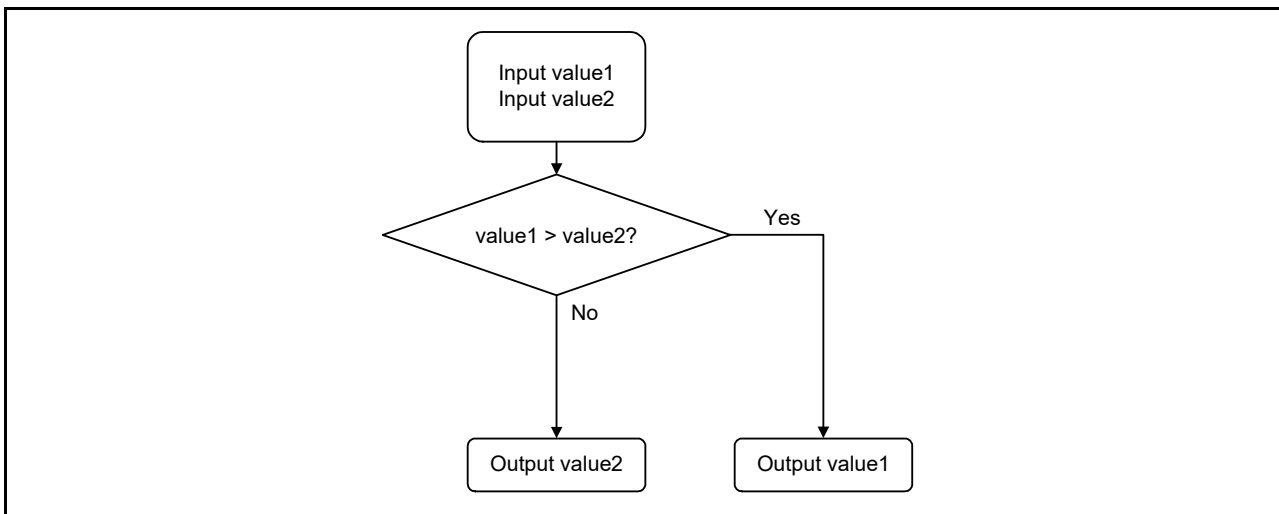 Input value1
Input value2
value1 > value2?
Yes
No
Output value2
Output value1